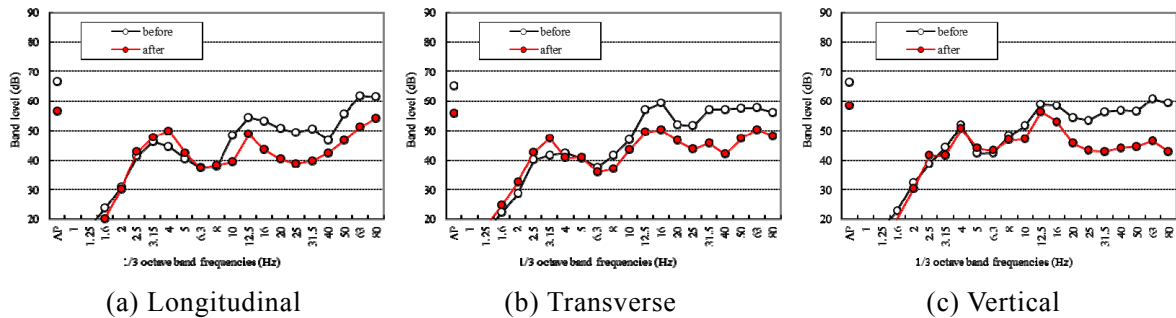 90
80
70
60
50
40
30
20
Band level (dB)
before
after
AP 1 1.25 1.6 2 2.5 3.15 4 5 6.3 8 10 12.5 16 20 25 31.5 40 50 63 80
1/3 octave band frequencies (Hz)
(a) Longitudinal
90
80
70
60
50
40
30
20
Band level (dB)
before
after
AP 1 1.25 1.6 2 2.5 3.15 4 5 6.3 8 10 12.5 16 20 25 31.5 40 50 63 80
1/3 octave band frequencies (Hz)
(b) Transverse
90
80
70
60
50
40
30
20
Band level (dB)
before
after
AP 1 1.25 1.6 2 2.5 3.15 4 5 6.3 8 10 12.5 16 20 25 31.5 40 50 63 80
1/3 octave band frequencies (Hz)
(c) Vertical